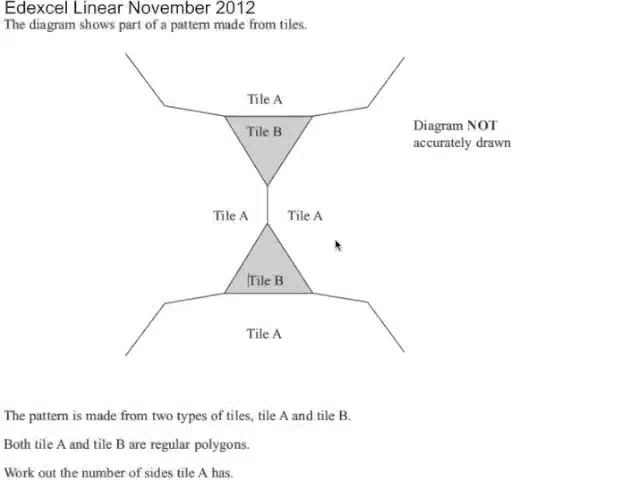 Edexcel Linear November 2012
The diagram shows part of a pattern made from tiles.
Tile A
Tile B
Diagram NOT
accurately drawn
Tile A
Tile A
Tile B
Tile A
The pattern is made from two types of tiles, tile A and tile B.
Both tile A and tile B are regular polygons.
Work out the number of sides tile A has.